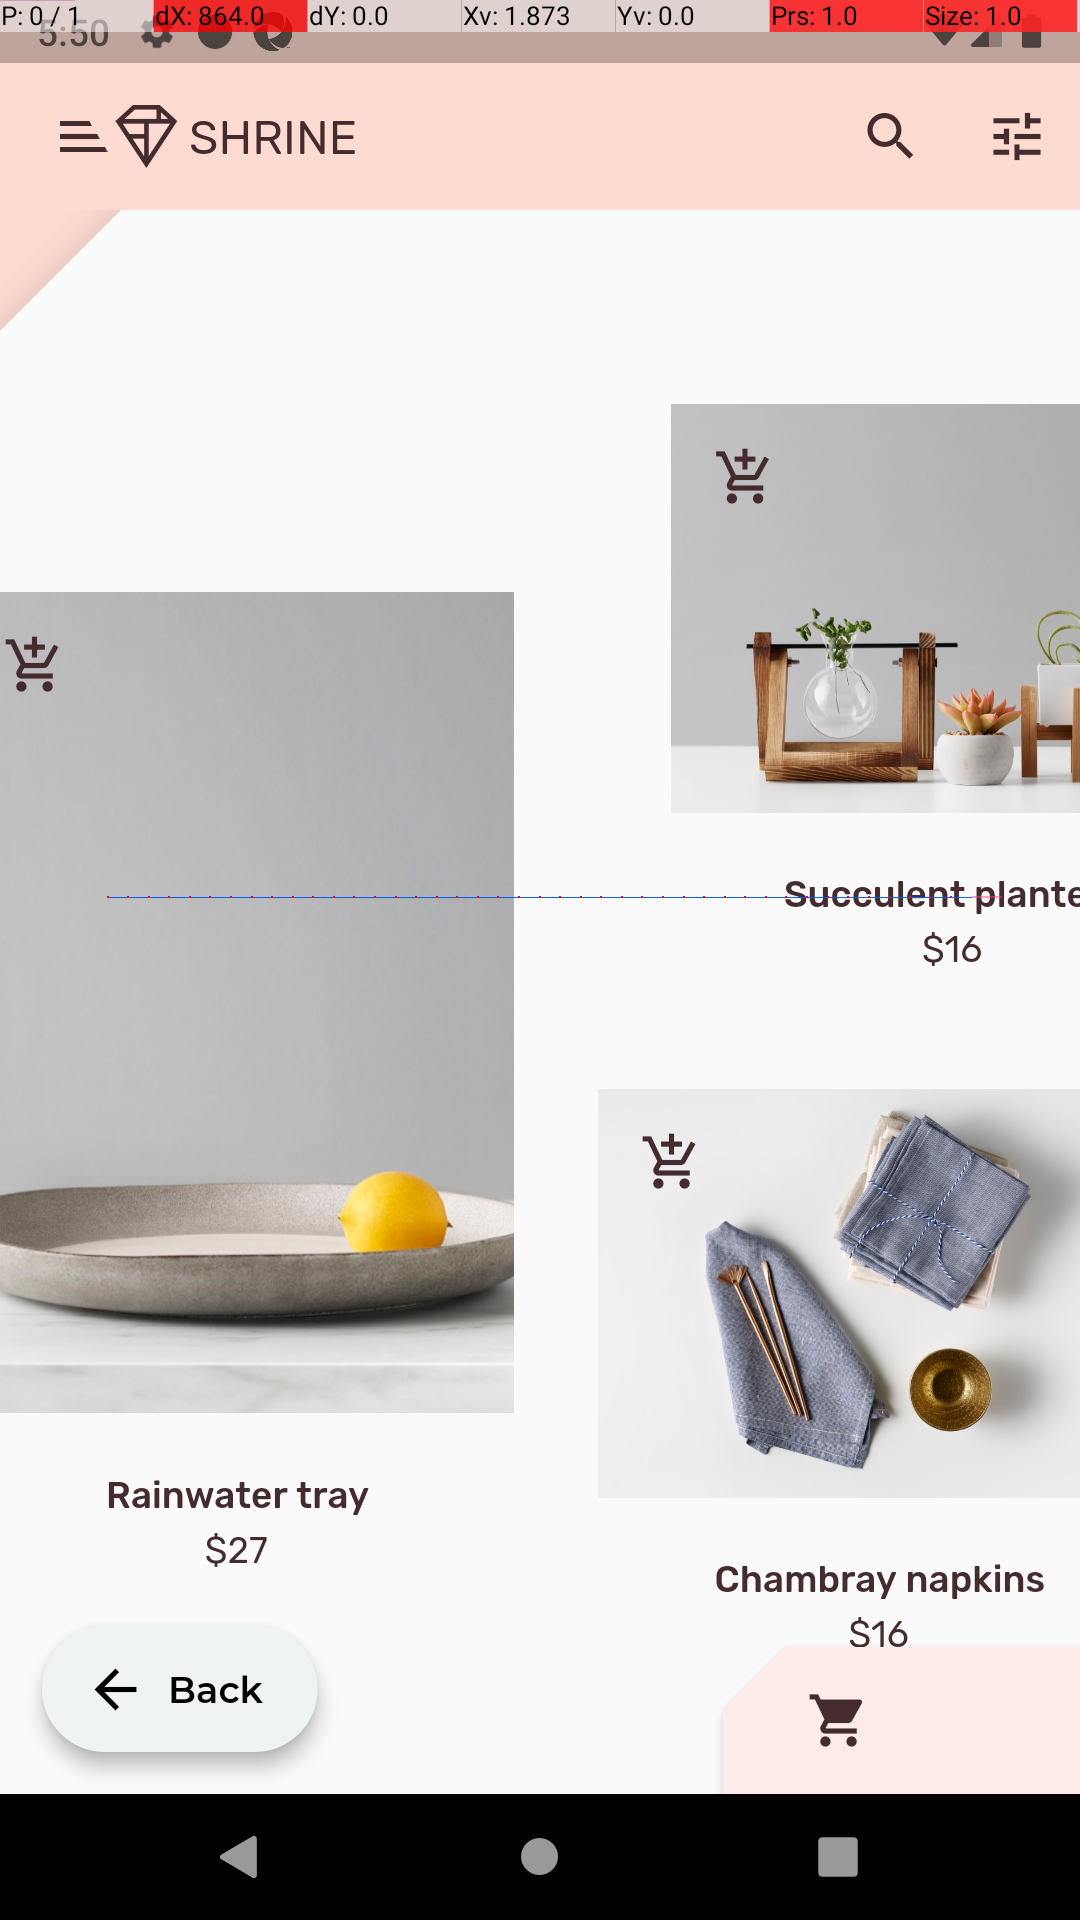 P: 0 / 1 dX: 864.0 dY: 0.0 Xv: 1.873 Yv: 0.0 Prs: 1.0 Size: 1.0
5:50
SHRINE
Succulent plante
$16
Rainwater tray
$27
Chambray napkins
$16
Back